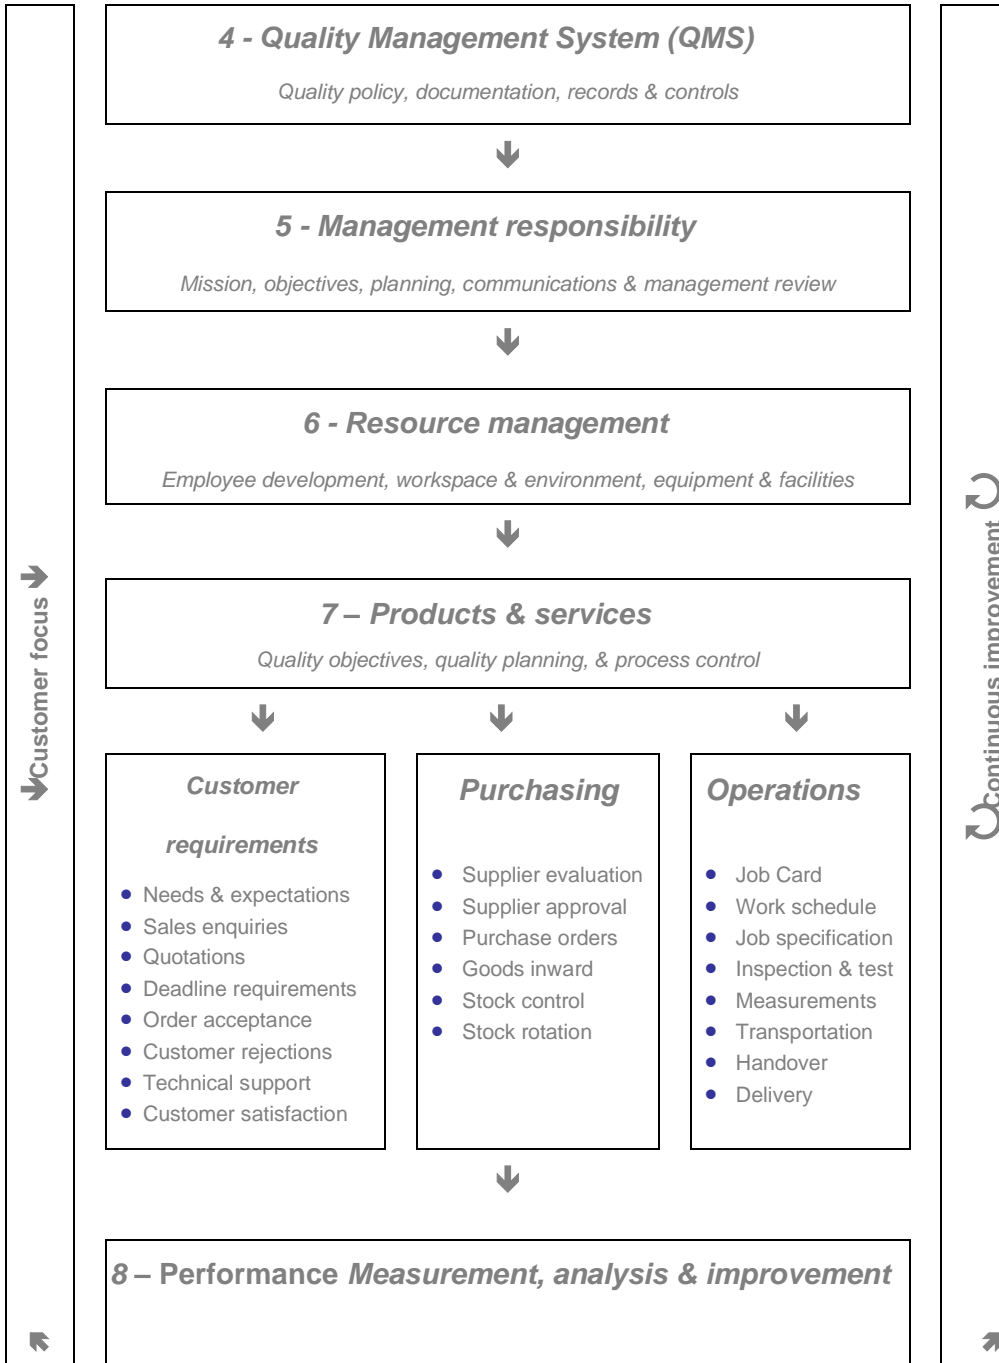 4 - Quality Management System (QMS)
Quality policy, documentation, records & controls
5 - Management responsibility
Mission, objectives, planning, communications & management review
6 - Resource management
Employee development, workspace & environment, equipment & facilities
7 – Products & services
Quality objectives, quality planning, & process control
Customer focus
Continuous improvement
Customer
requirements
Needs & expectations
Sales enquiries
Quotations
Deadline requirements
Order acceptance
Customer rejections
Technical support
Customer satisfaction
Purchasing
Supplier evaluation
Supplier approval
Purchase orders
Goods inward
Stock control
Stock rotation
Operations
Job Card
Work schedule
Job specification
Inspection & test
Measurements
Transportation
Handover
Delivery
8 – Performance Measurement, analysis & improvement